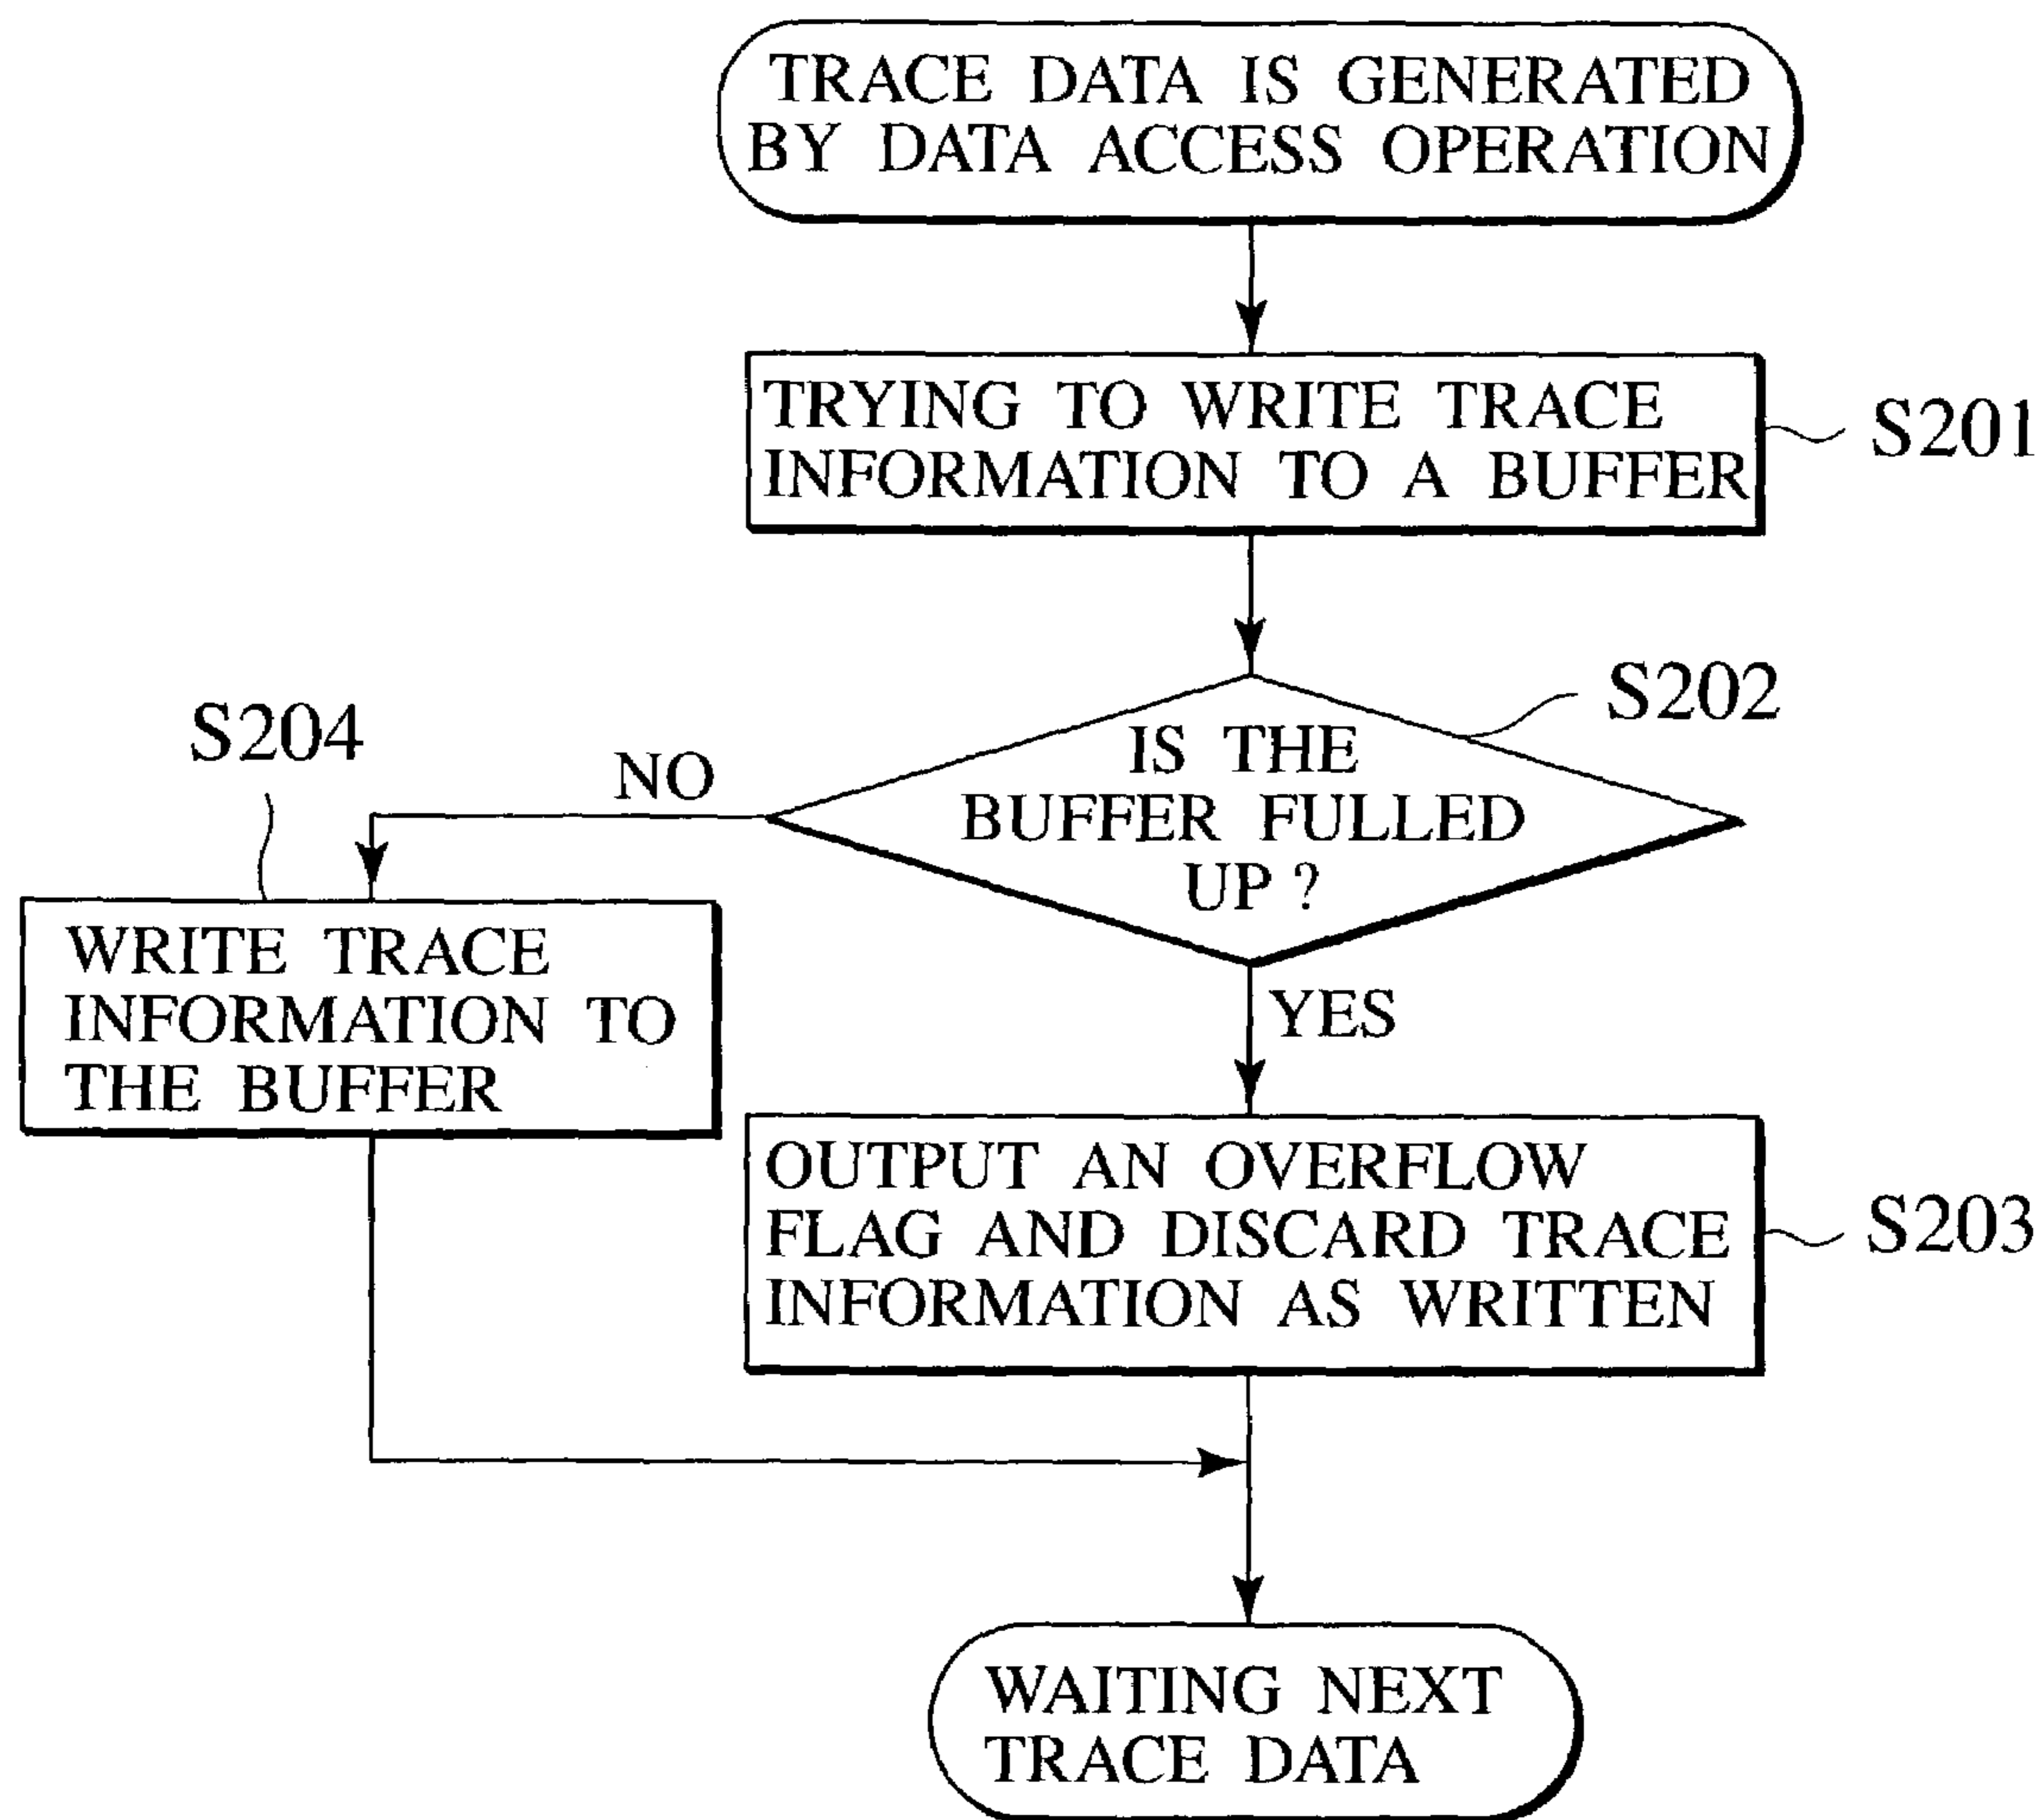 TRACE DATA IS GENERATED
BY DATA ACCESS OPERATION
TRYING TO WRITE TRACE
INFORMATION TO A BUFFER
S201
S202
IS THE
BUFFER FULLED
UP ?
NO
S204
WRITE TRACE
INFORMATION TO
THE BUFFER
YES
OUTPUT AN OVERFLOW
FLAG AND DISCARD TRACE
INFORMATION AS WRITTEN
S203
WAITING NEXT
TRACE DATA